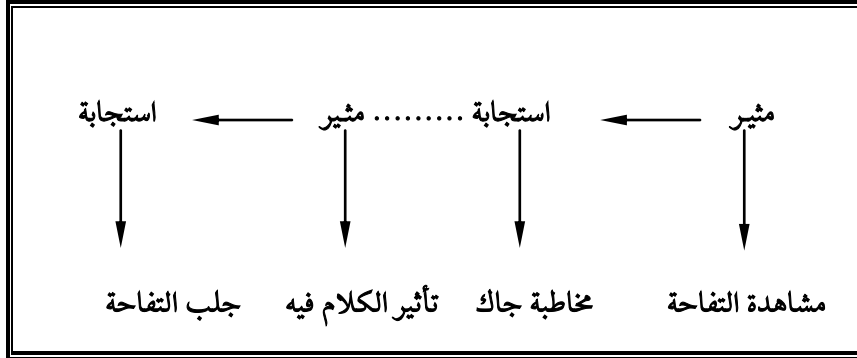 مثير استجابة ......... مثير استجابة
مشاهدة التفاحة مخاطبة جاك تأثير الكلام فيه جلب التفاحة